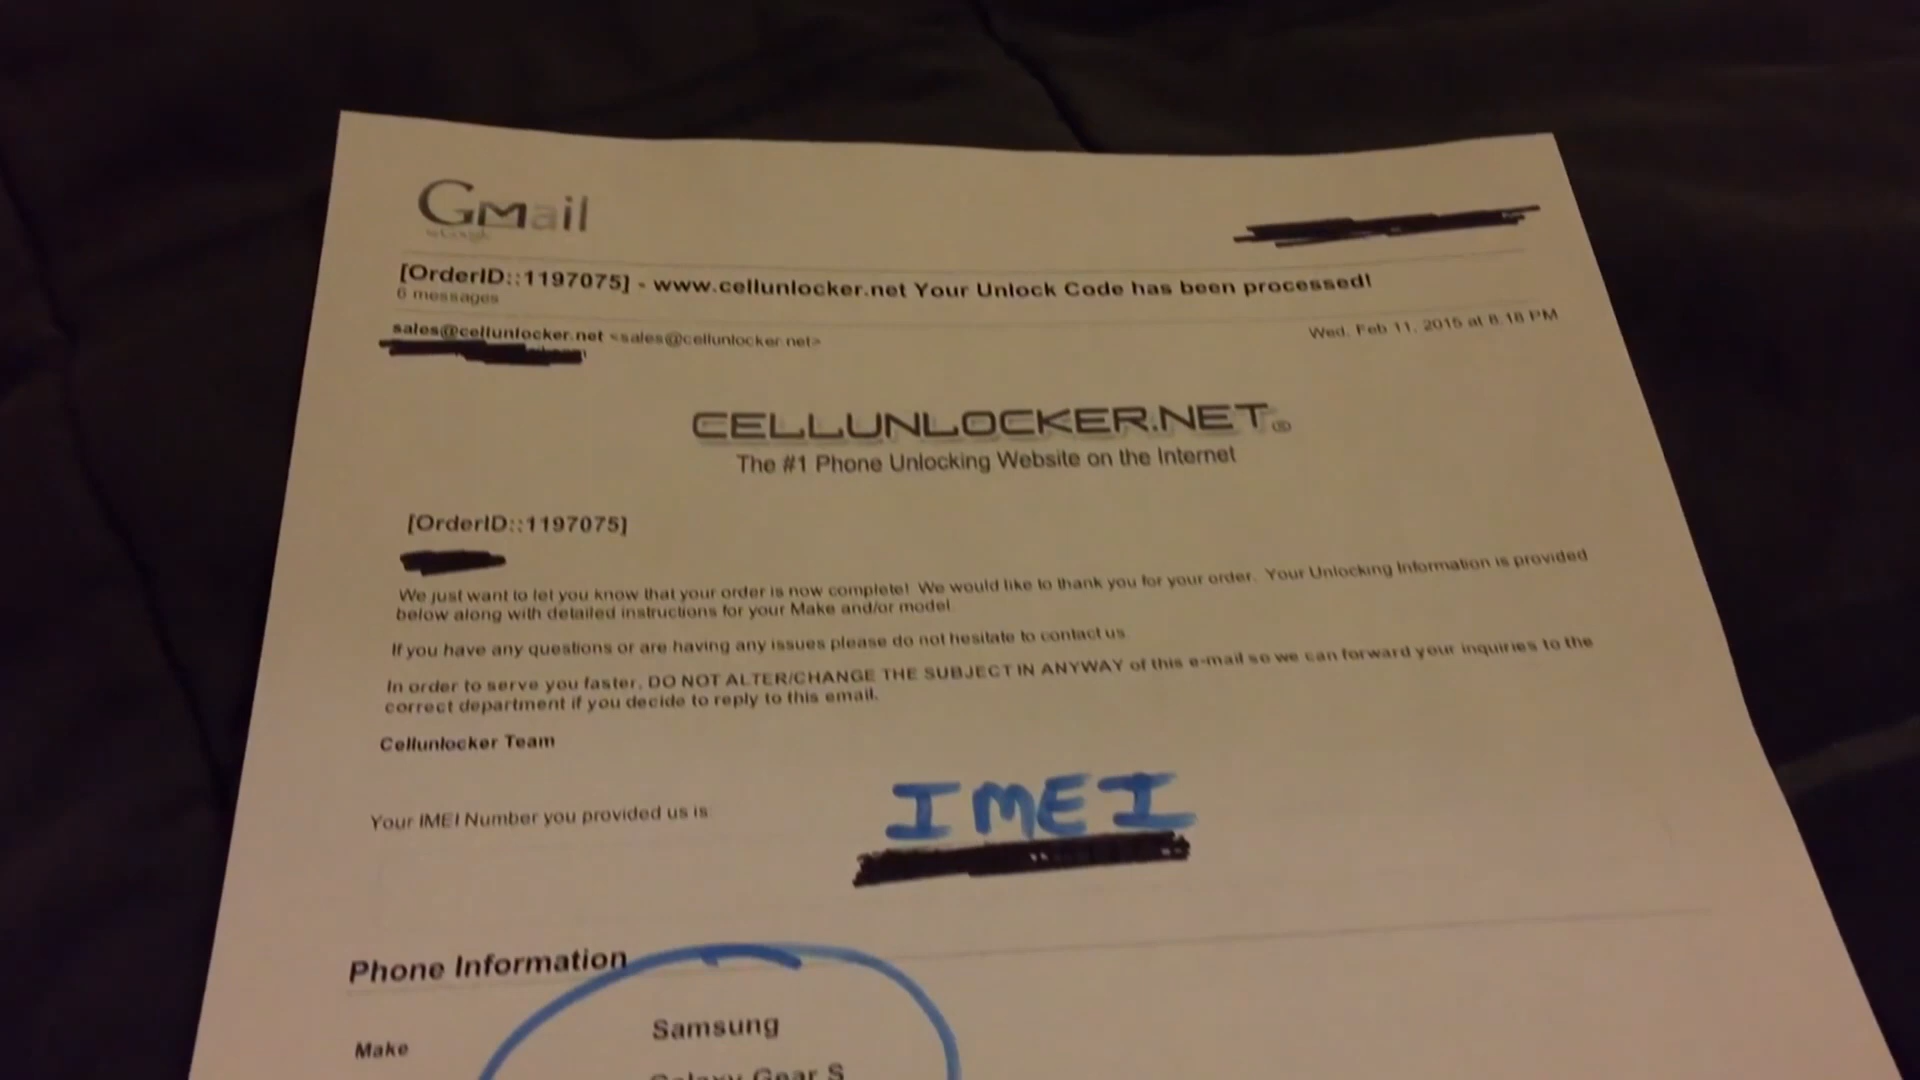 Gmail
by Google
[OrderID::1197075] - www.cellunlocker.net Your Unlock Code has been processed!
6 messages
sales@cellunlocker.net <sales@cellunlocker.net>
Wed, Feb 11, 2015 at 8:18 PM
CELLUNLOCKER.NET®
The #1 Phone Unlocking Website on the Internet
[OrderID::1197075]
We just want to let you know that your order is now complete! We would like to thank you for your order. Your Unlocking Information is provided
below along with detailed instructions for your Make and/or model.
If you have any questions or are having any issues please do not hesitate to contact us.
In order to serve you faster, DO NOT ALTER/CHANGE THE SUBJECT IN ANYWAY of this e-mail so we can forward your inquiries to the
correct department if you decide to reply to this email.
Cellunlocker Team
IMEI
Your IMEI Number you provided us is
Phone Information
Make
Samsung
Galaxy Gear S